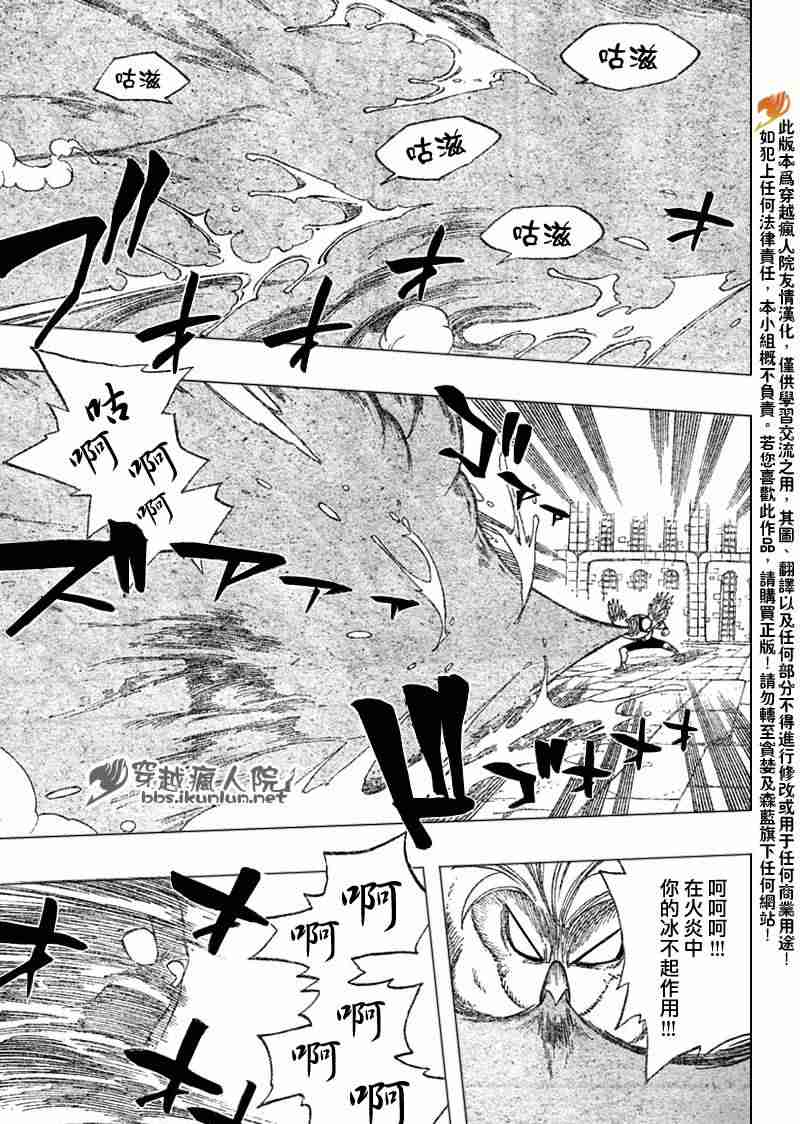 咕滋
咕滋
咕滋
咕滋
咕
啊
啊
啊
ドドドド
呵呵呵!!!
在火炎中
你的冰不起作用!!!
啊
啊
啊
啊
啊
啊
穿越瘋人院
bbs.ikunlun.net
此版本爲穿越瘋人院友情漢化，僅供學習交流之用，其圖、翻譯以及任何部分不得進行修改或用于任何商業用途！
如犯上任何法律責任，本小組概不負責。若您喜歡此作品，請購買正版！請勿轉至貪婪及森藍旗下任何網站！